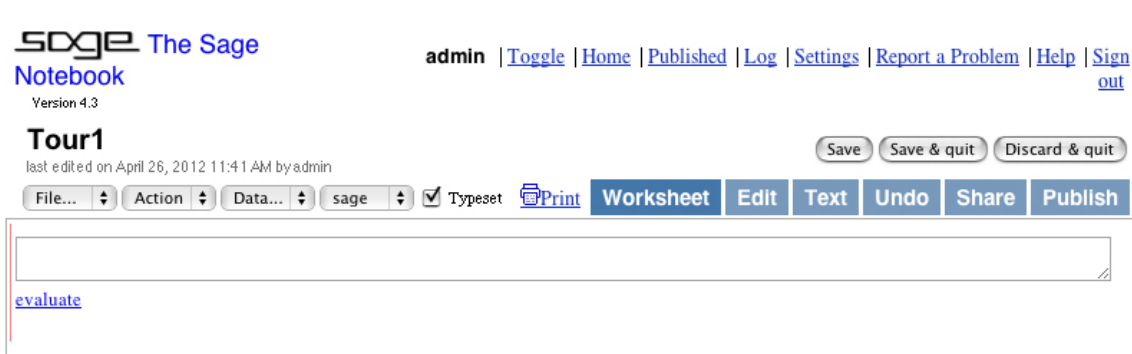 sage The Sage
Notebook
Version 4.3
admin | Toggle | Home | Published | Log | Settings | Report a Problem | Help | Sign
out
Tour1
last edited on April 26, 2012 11:41 AM by admin
Save Save & quit Discard & quit
File... Action Data... sage Typeset Print Worksheet Edit Text Undo Share Publish
evaluate